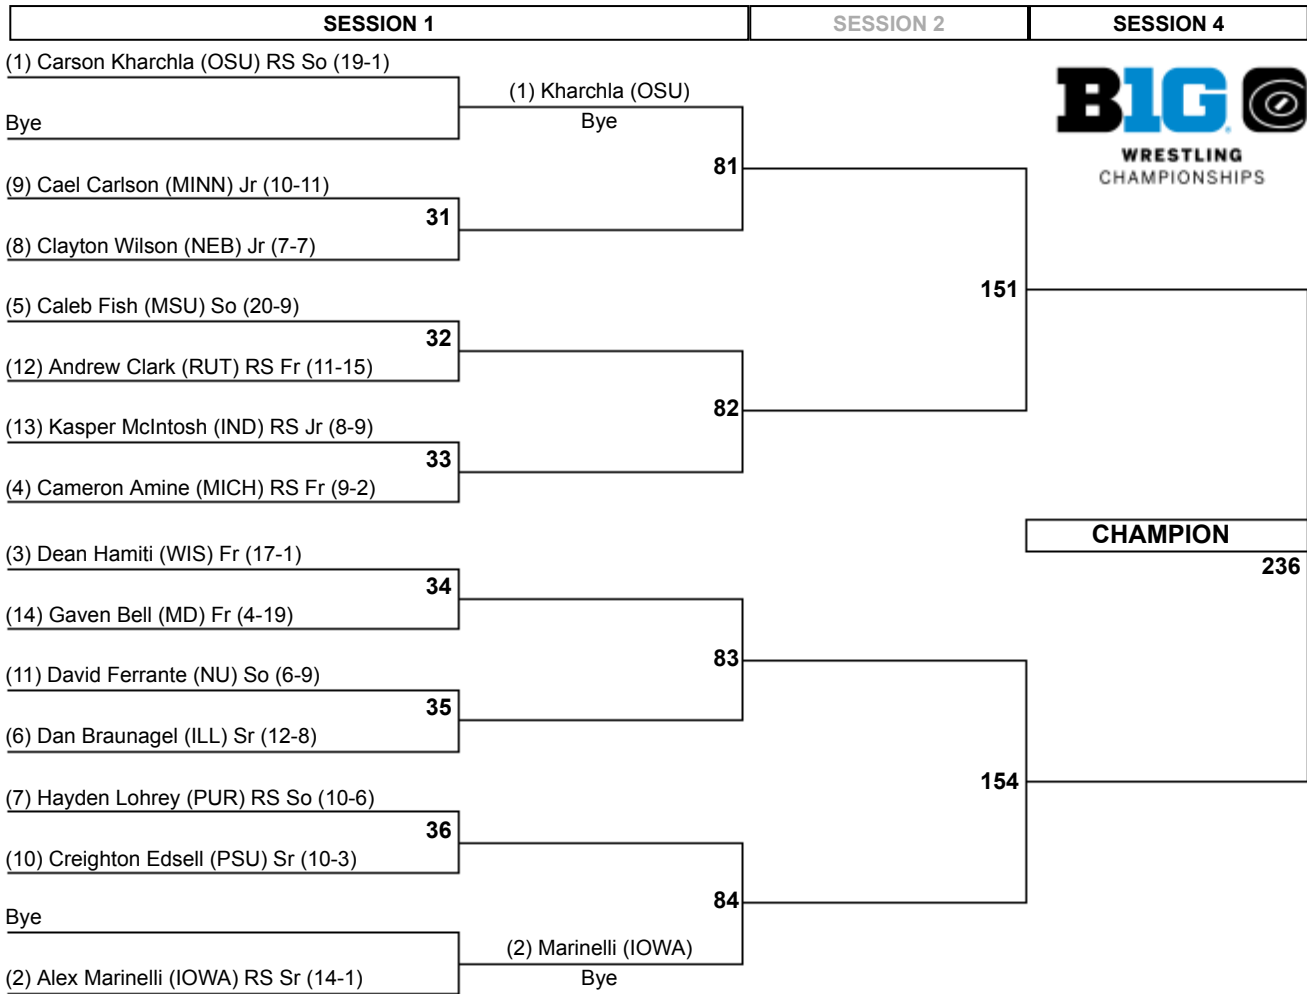 SESSION 1
SESSION 2
SESSION 4
(1) Carson Kharchla (OSU) RS So (19-1)
(1) Kharchla (OSU)
Bye
Bye
81
B1G
WRESTLING
CHAMPIONSHIPS
(9) Cael Carlson (MINN) Jr (10-11)
31
(8) Clayton Wilson (NEB) Jr (7-7)
151
(5) Caleb Fish (MSU) So (20-9)
32
(12) Andrew Clark (RUT) RS Fr (11-15)
82
(13) Kasper McIntosh (IND) RS Jr (8-9)
33
(4) Cameron Amine (MICH) RS Fr (9-2)
CHAMPION
236
(3) Dean Hamiti (WIS) Fr (17-1)
34
(14) Gaven Bell (MD) Fr (4-19)
83
(11) David Ferrante (NU) So (6-9)
35
(6) Dan Braunagel (ILL) Sr (12-8)
154
(7) Hayden Lohrey (PUR) RS So (10-6)
36
(10) Creighton Edsell (PSU) Sr (10-3)
84
Bye
(2) Marinelli (IOWA)
Bye
(2) Alex Marinelli (IOWA) RS Sr (14-1)